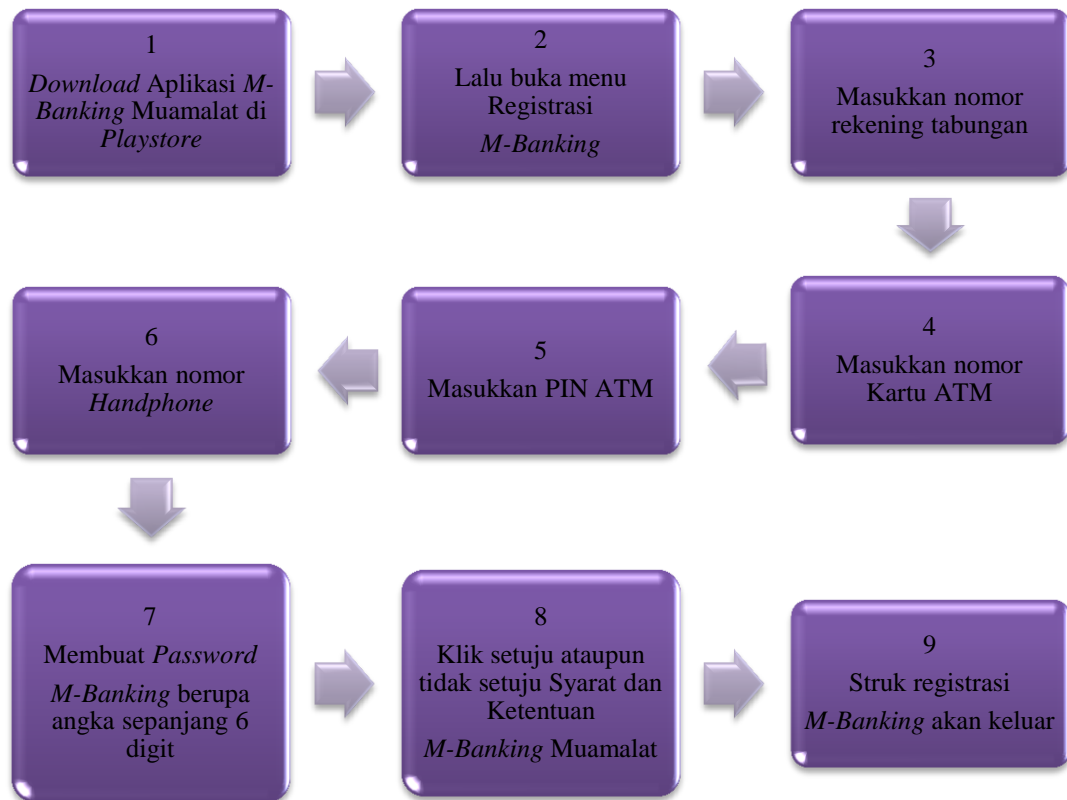 1
Download Aplikasi M-
Banking Muamalat di
Playstore
2
Lalu buka menu
Registrasi
M-Banking
3
Masukkan nomor
rekening tabungan
4
Masukkan nomor
Kartu ATM
5
Masukkan PIN ATM
6
Masukkan nomor
Handphone
7
Membuat Password
M-Banking berupa
angka sepanjang 6
digit
8
Klik setuju ataupun
tidak setuju Syarat dan
Ketentuan
M-Banking Muamalat
9
Struk registrasi
M-Banking akan keluar